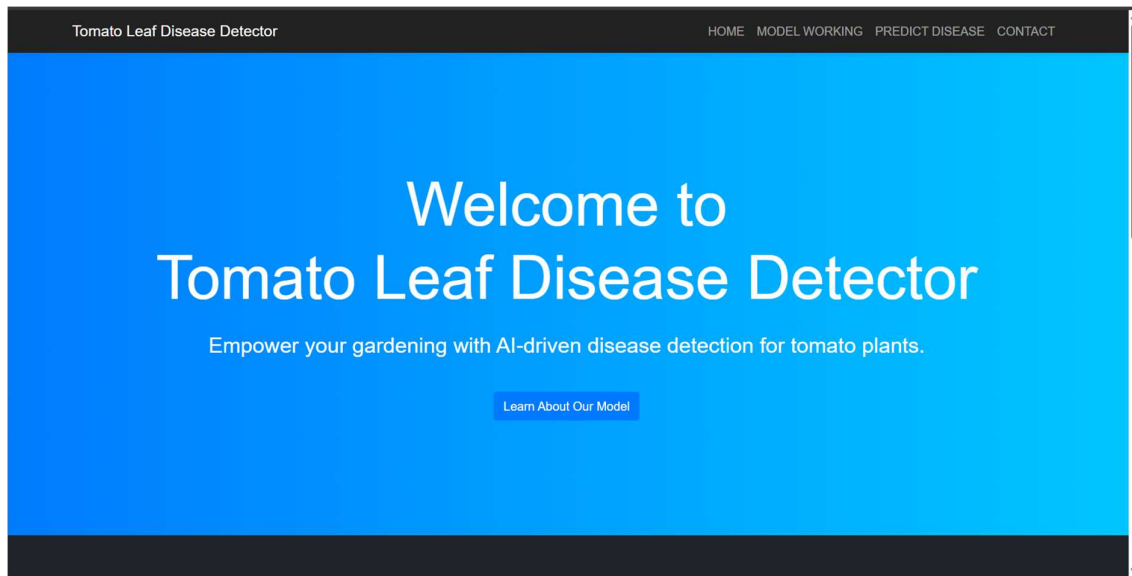 Tomato Leaf Disease Detector
HOME MODEL WORKING PREDICT DISEASE CONTACT
Welcome to
Tomato Leaf Disease Detector
Empower your gardening with AI-driven disease detection for tomato plants.
Learn About Our Model